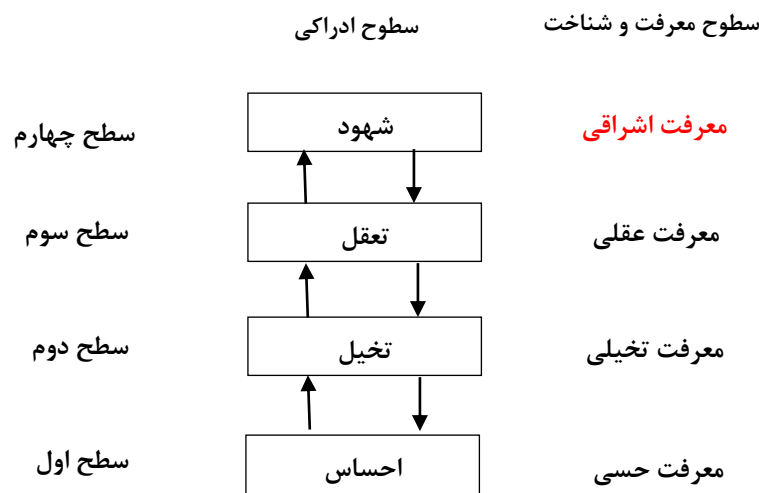 سطوح معرفت و شناخت
سطوح ادراکی
معرفت اشراقی
شهود
سطح چهارم
معرفت عقلی
تعقل
سطح سوم
معرفت تخیلی
تخیل
سطح دوم
معرفت حسی
احساس
سطح اول